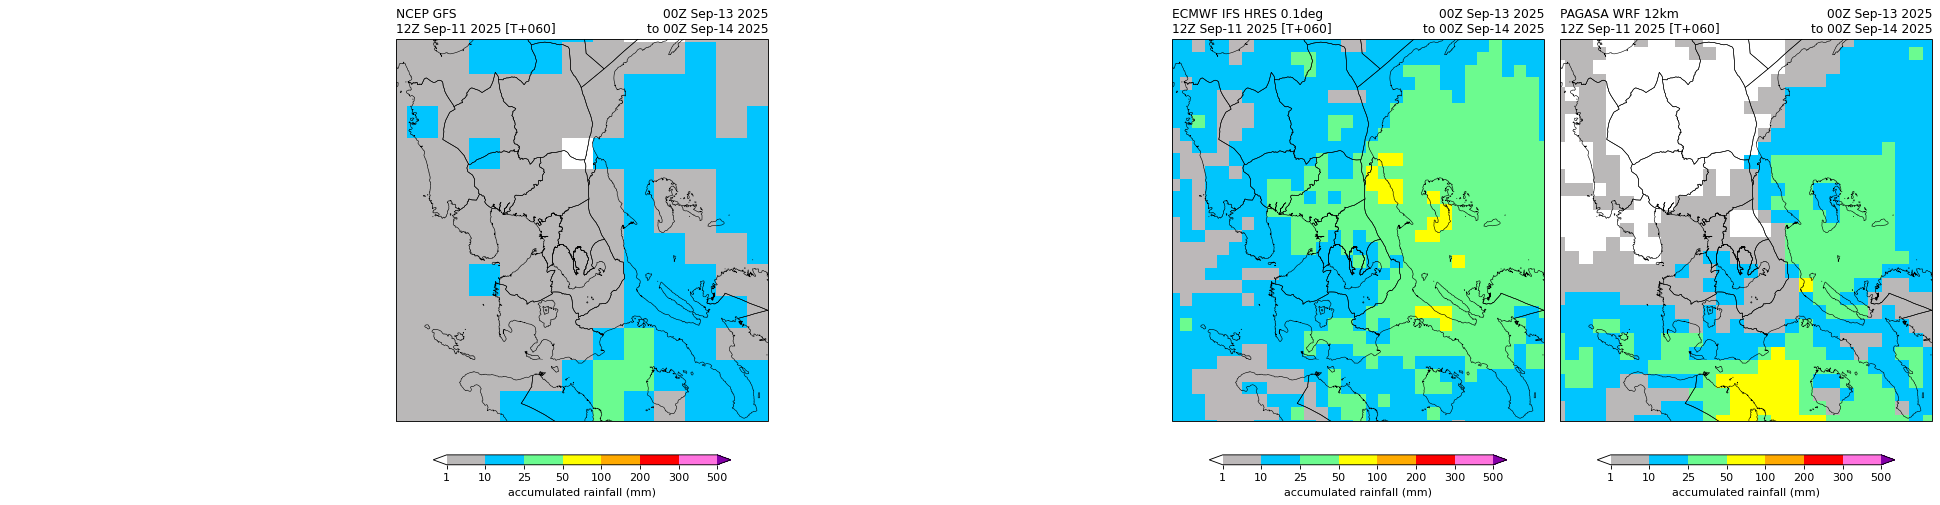 NCEP GFS 00Z Sep-13 2025
12Z Sep-11 2025 [T+060] to 00Z Sep-14 2025
1 10 25 50 100 200 300 500
accumulated rainfall (mm)
ECMWF IFS HRES 0.1deg 00Z Sep-13 2025
12Z Sep-11 2025 [T+060] to 00Z Sep-14 2025
1 10 25 50 100 200 300 500
accumulated rainfall (mm)
PAGASA WRF 12km 00Z Sep-13 2025
12Z Sep-11 2025 [T+060] to 00Z Sep-14 2025
1 10 25 50 100 200 300 500
accumulated rainfall (mm)